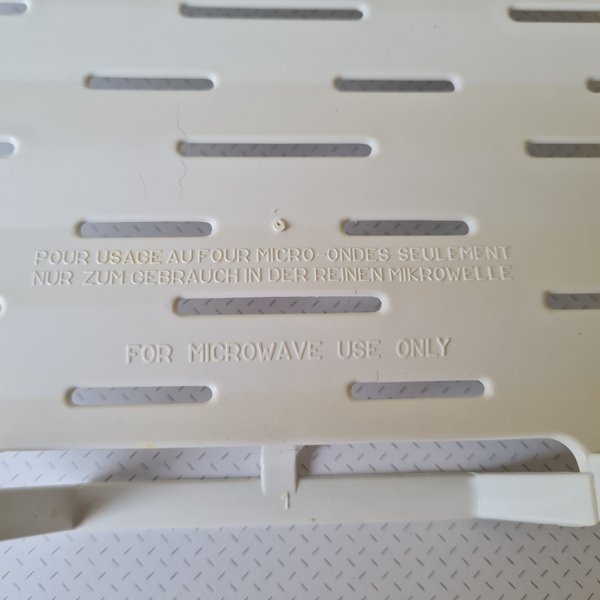 POUR USAGE AU FOUR MICRO-ONDES SEULEMENT
NUR ZUM GEBRAUCH IN DER REINEN MIKROWELLE
FOR MICROWAVE USE ONLY
1